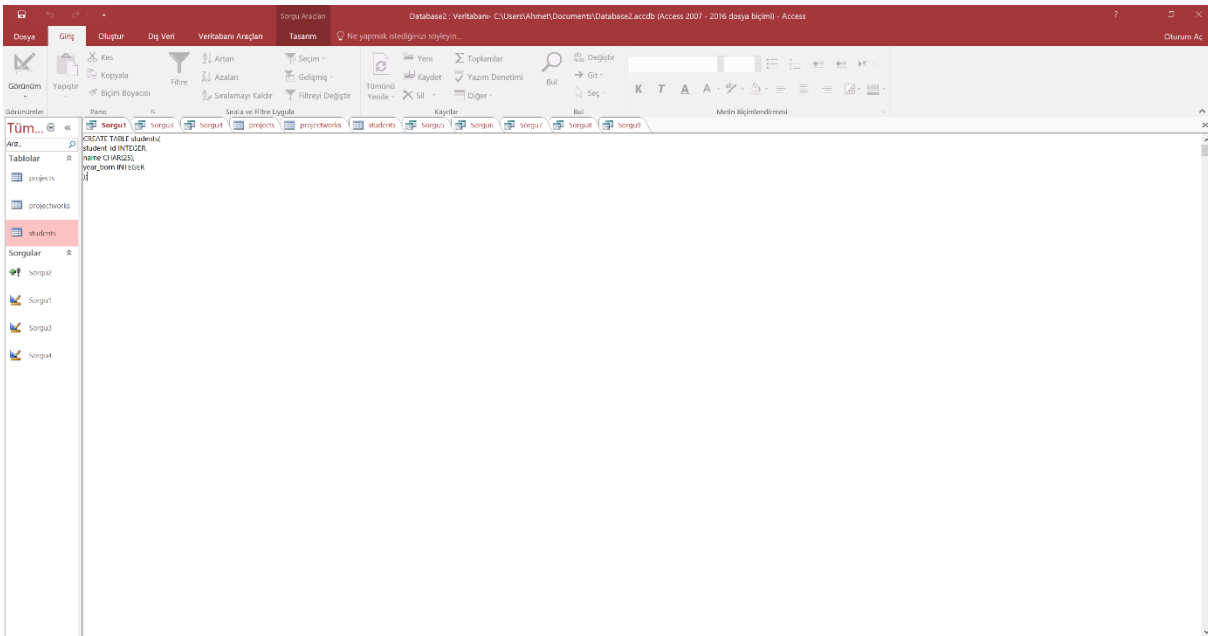 Sorgu Araçları
Database2 : Veritabanı- C:\Users\Ahmet\Documents\Database2.accdb (Access 2007 - 2016 dosya biçimi) - Access
?
Dosya Giriş Oluştur Dış Veri Veritabanı Araçları Tasarım Ne yapmak istediğinizi söyleyin...
Oturum Aç
Görünüm
Görünümler
Yapıştır
Kes
Kopyala
Biçim Boyacısı
Pano
Filtre
Artan
Azalan
Sıralamayı Kaldır
Seçim
Gelişmiş
Filtreyi Değiştir
Sırala ve Filtre Uygula
Tümünü
Yenile
Yeni
Kaydet
Sil
Toplamlar
Yazım Denetimi
Diğer
Kayıtlar
Bul
Değiştir
Git
Seç
Bul
K T A A
Metin Biçimlendirmesi
Tüm...
Ara..
Tablolar
projects
projectworks
students
Sorgular
Sorgu2
Sorgu1
Sorgu3
Sorgu4
Sorgu1 Sorgu3 Sorgu4 projects projectworks students Sorgu5 Sorgu6 Sorgu7 Sorgu8 Sorgu9
CREATE TABLE students(
student_id INTEGER,
name CHAR(25),
year_born INTEGER
);